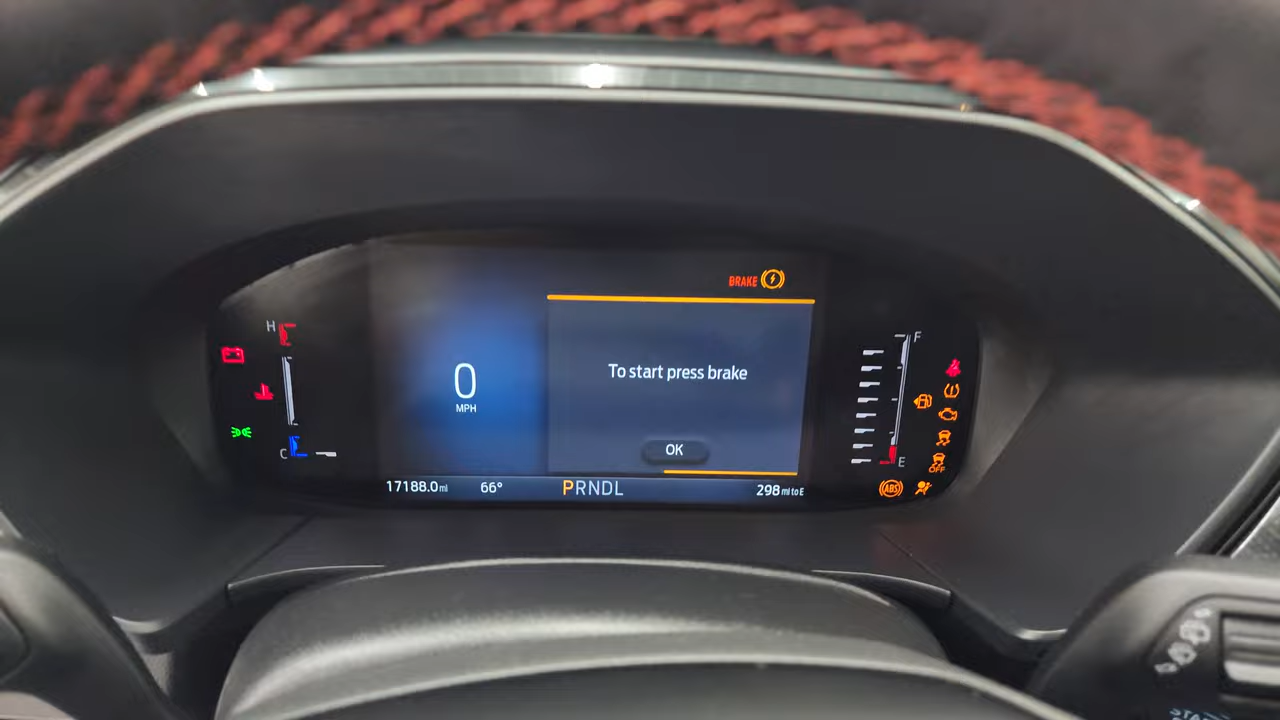 BRAKE
H
F
0
MPH
To start press brake
OK
C
E
OFF
ABS
17188.0mi
66°
PRNDL
298 mi to E